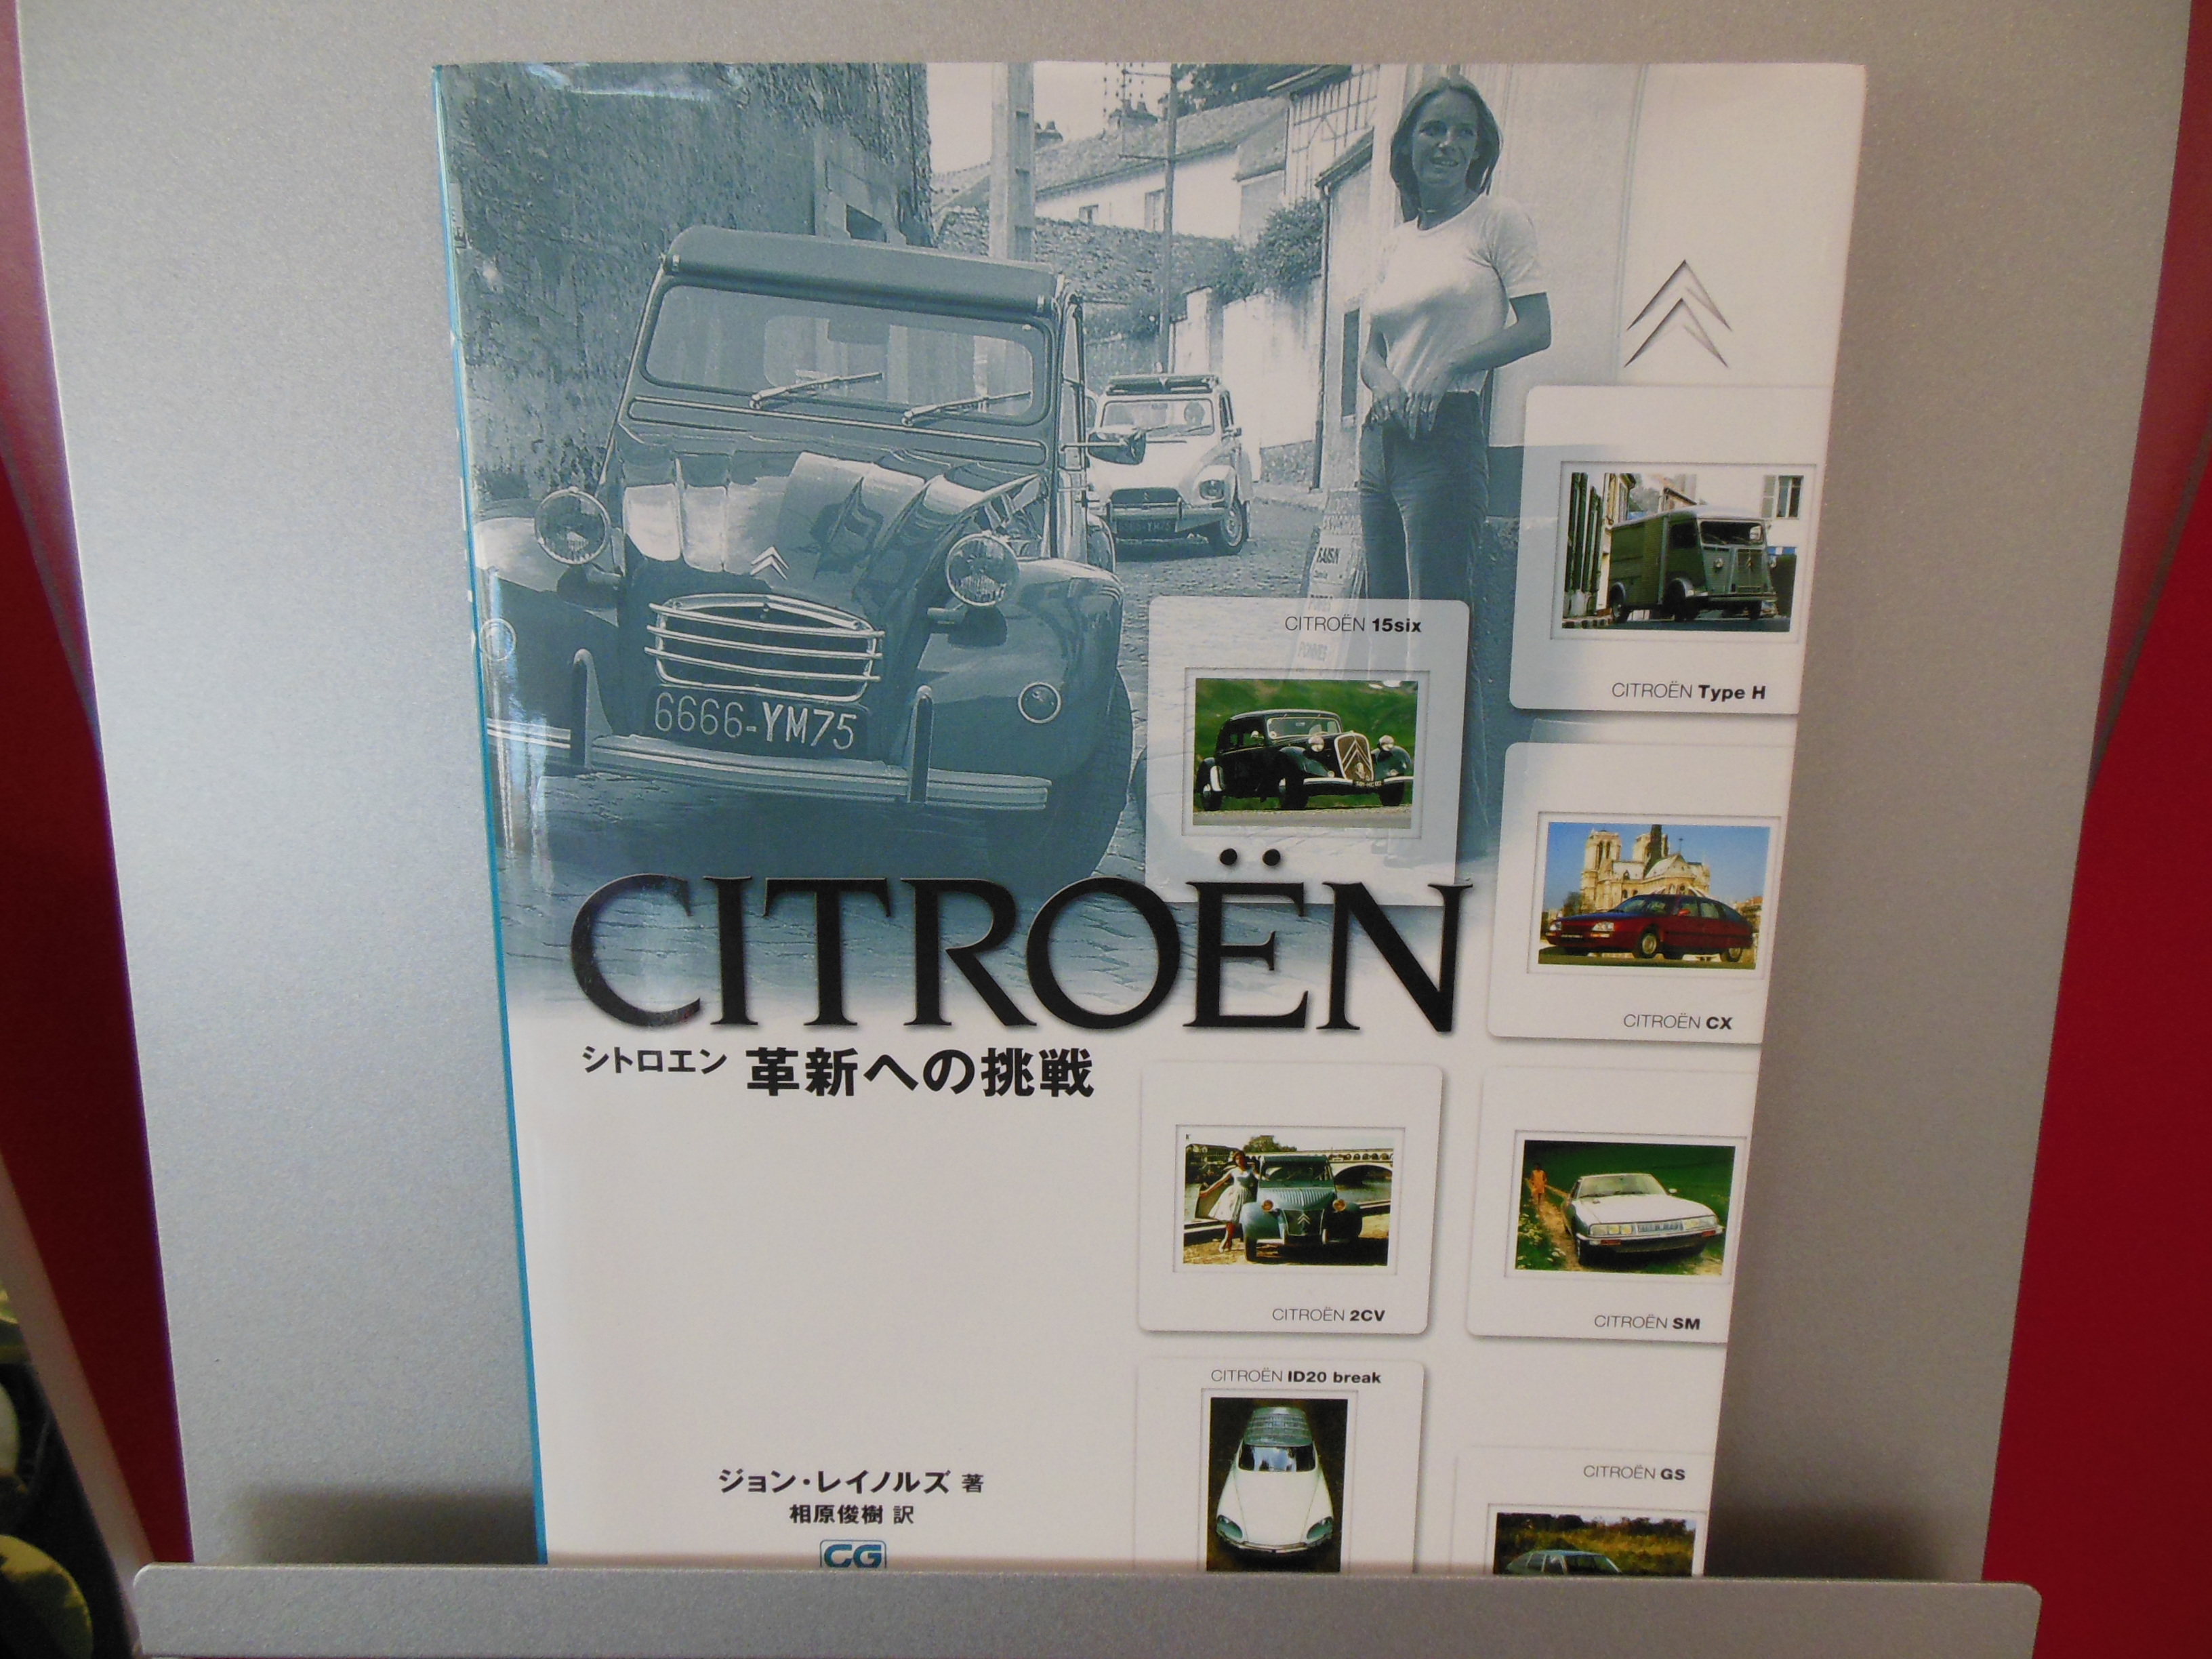 6666-YM75
CITROËN 15six
CITROËN Type H
CITROËN
シトロエン 革新への挑戦
CITROËN CX
CITROËN 2CV
CITROËN SM
CITROËN ID20 break
CITROËN GS
ジョン・レイノルズ 著
相原俊樹 訳
CG